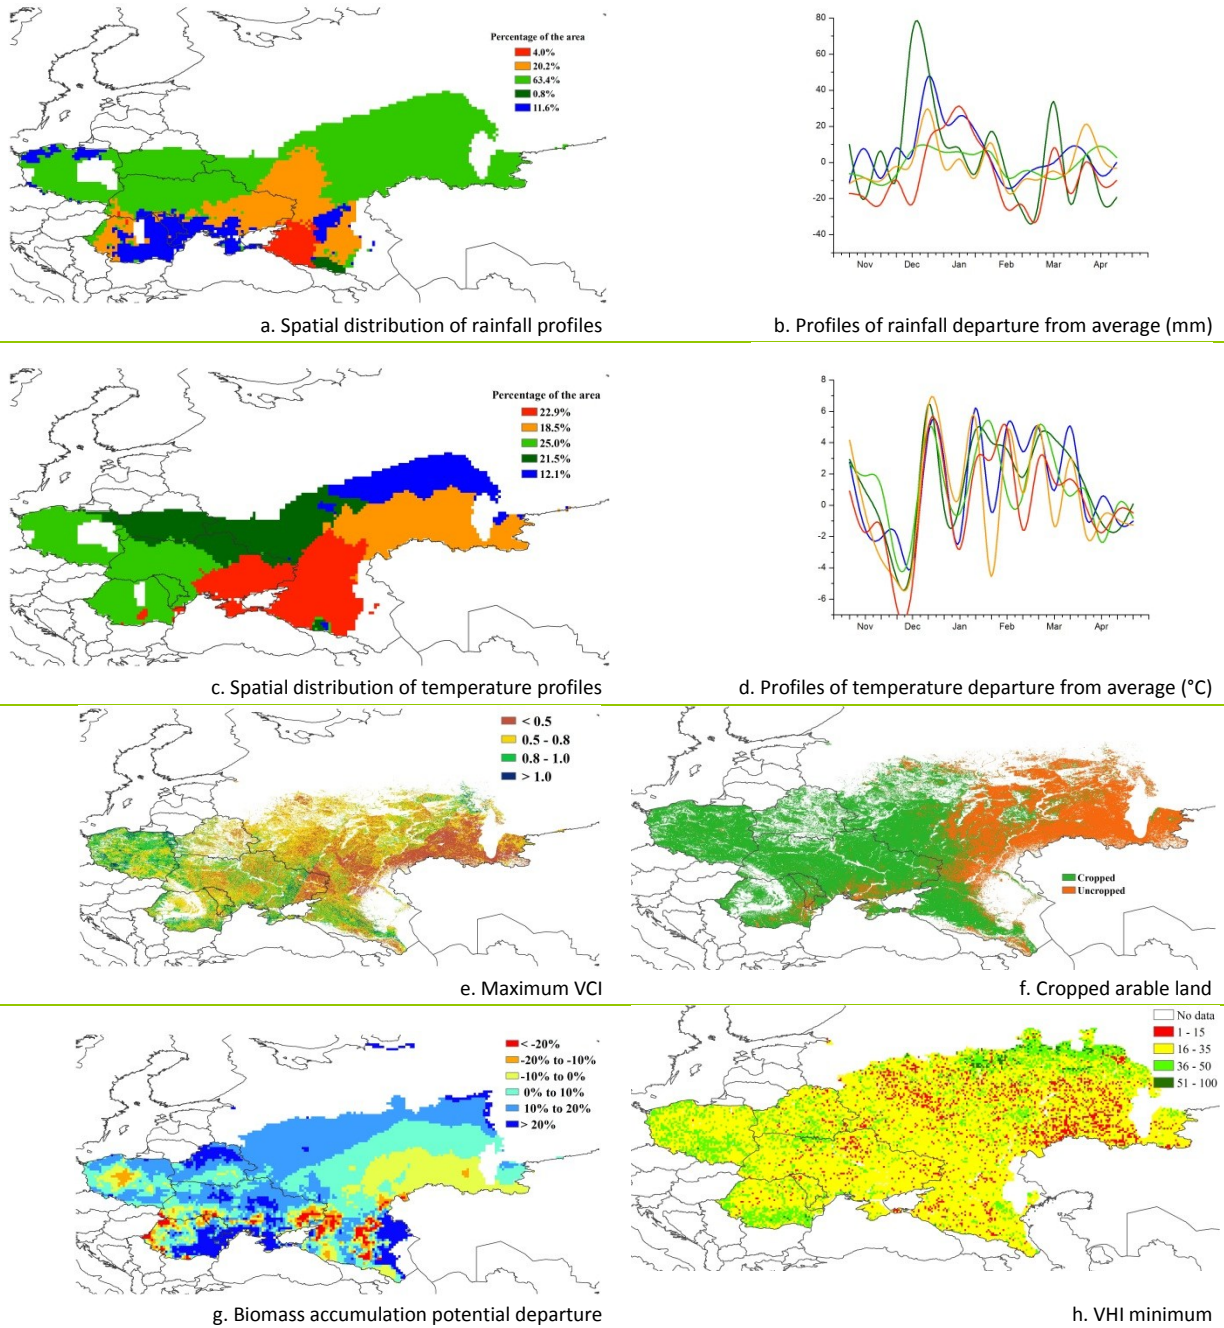 Percentage of the area
4.0%
20.2%
63.4%
0.8%
11.6%
80
60
40
20
0
-20
-40
Nov Dec Jan Feb Mar Apr
a. Spatial distribution of rainfall profiles
b. Profiles of rainfall departure from average (mm)
Percentage of the area
22.9%
18.5%
25.0%
21.5%
12.1%
8
6
4
2
0
-2
-4
-6
Nov Dec Jan Feb Mar Apr
c. Spatial distribution of temperature profiles
d. Profiles of temperature departure from average (°C)
< 0.5
0.5 - 0.8
0.8 - 1.0
> 1.0
Cropped
Uncropped
e. Maximum VCI
f. Cropped arable land
< -20%
-20% to -10%
-10% to 0%
0% to 10%
10% to 20%
> 20%
No data
1 - 15
16 - 35
36 - 50
51 - 100
g. Biomass accumulation potential departure
h. VHI minimum